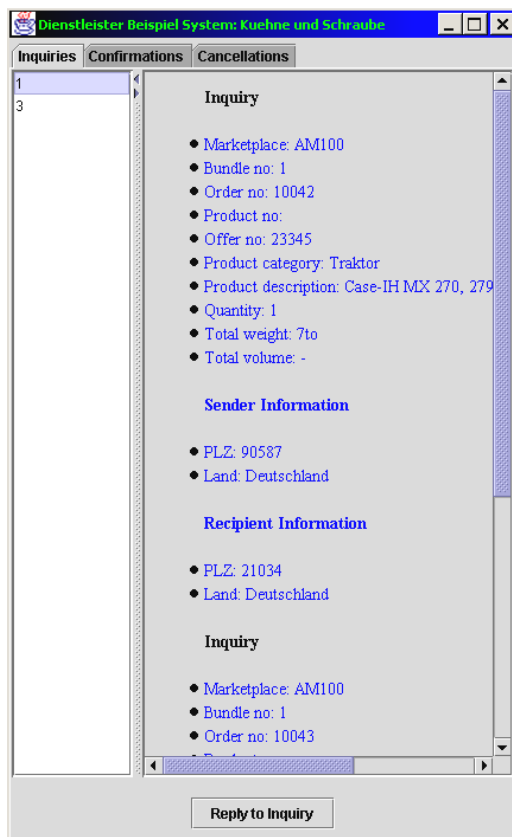 Dienstleister Beispiel System: Kuehne und Schraube
Inquiries Confirmations Cancellations
1
3
Inquiry
Marketplace: AM100
Bundle no: 1
Order no: 10042
Product no:
Offer no: 23345
Product category: Traktor
Product description: Case-IH MX 270, 279
Quantity: 1
Total weight: 7to
Total volume: -
Sender Information
PLZ: 90587
Land: Deutschland
Recipient Information
PLZ: 21034
Land: Deutschland
Inquiry
Marketplace: AM100
Bundle no: 1
Order no: 10043
Reply to Inquiry